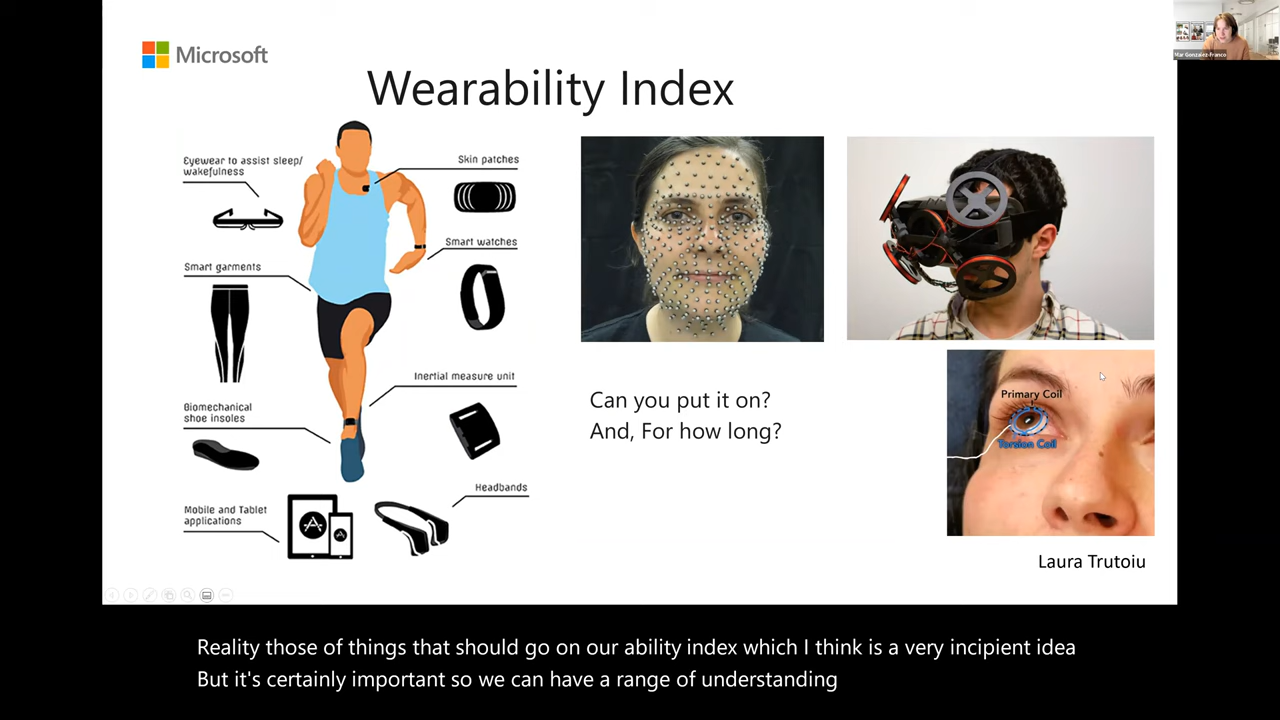 Microsoft
Wearability Index
Mar Gonzalez-Franco
Eyewear to assist sleep/
wakefulness
Skin patches
Smart watches
Smart garments
Inertial measure unit
Biomechanical
shoe insoles
Headbands
Mobile and Tablet
applications
Can you put it on?
And, For how long?
Primary Coil
Torsion Coil
Laura Trutoiu
Reality those of things that should go on our ability index which I think is a very incipient idea
But it's certainly important so we can have a range of understanding